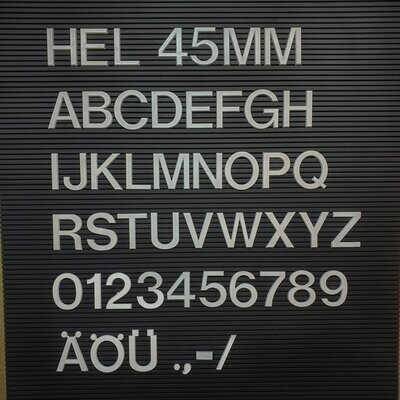 HEL 45MM
ABCDEFGH
IJKLMNOPQ
RSTUVWXYZ
0123456789
ÄÖÜ .,-/